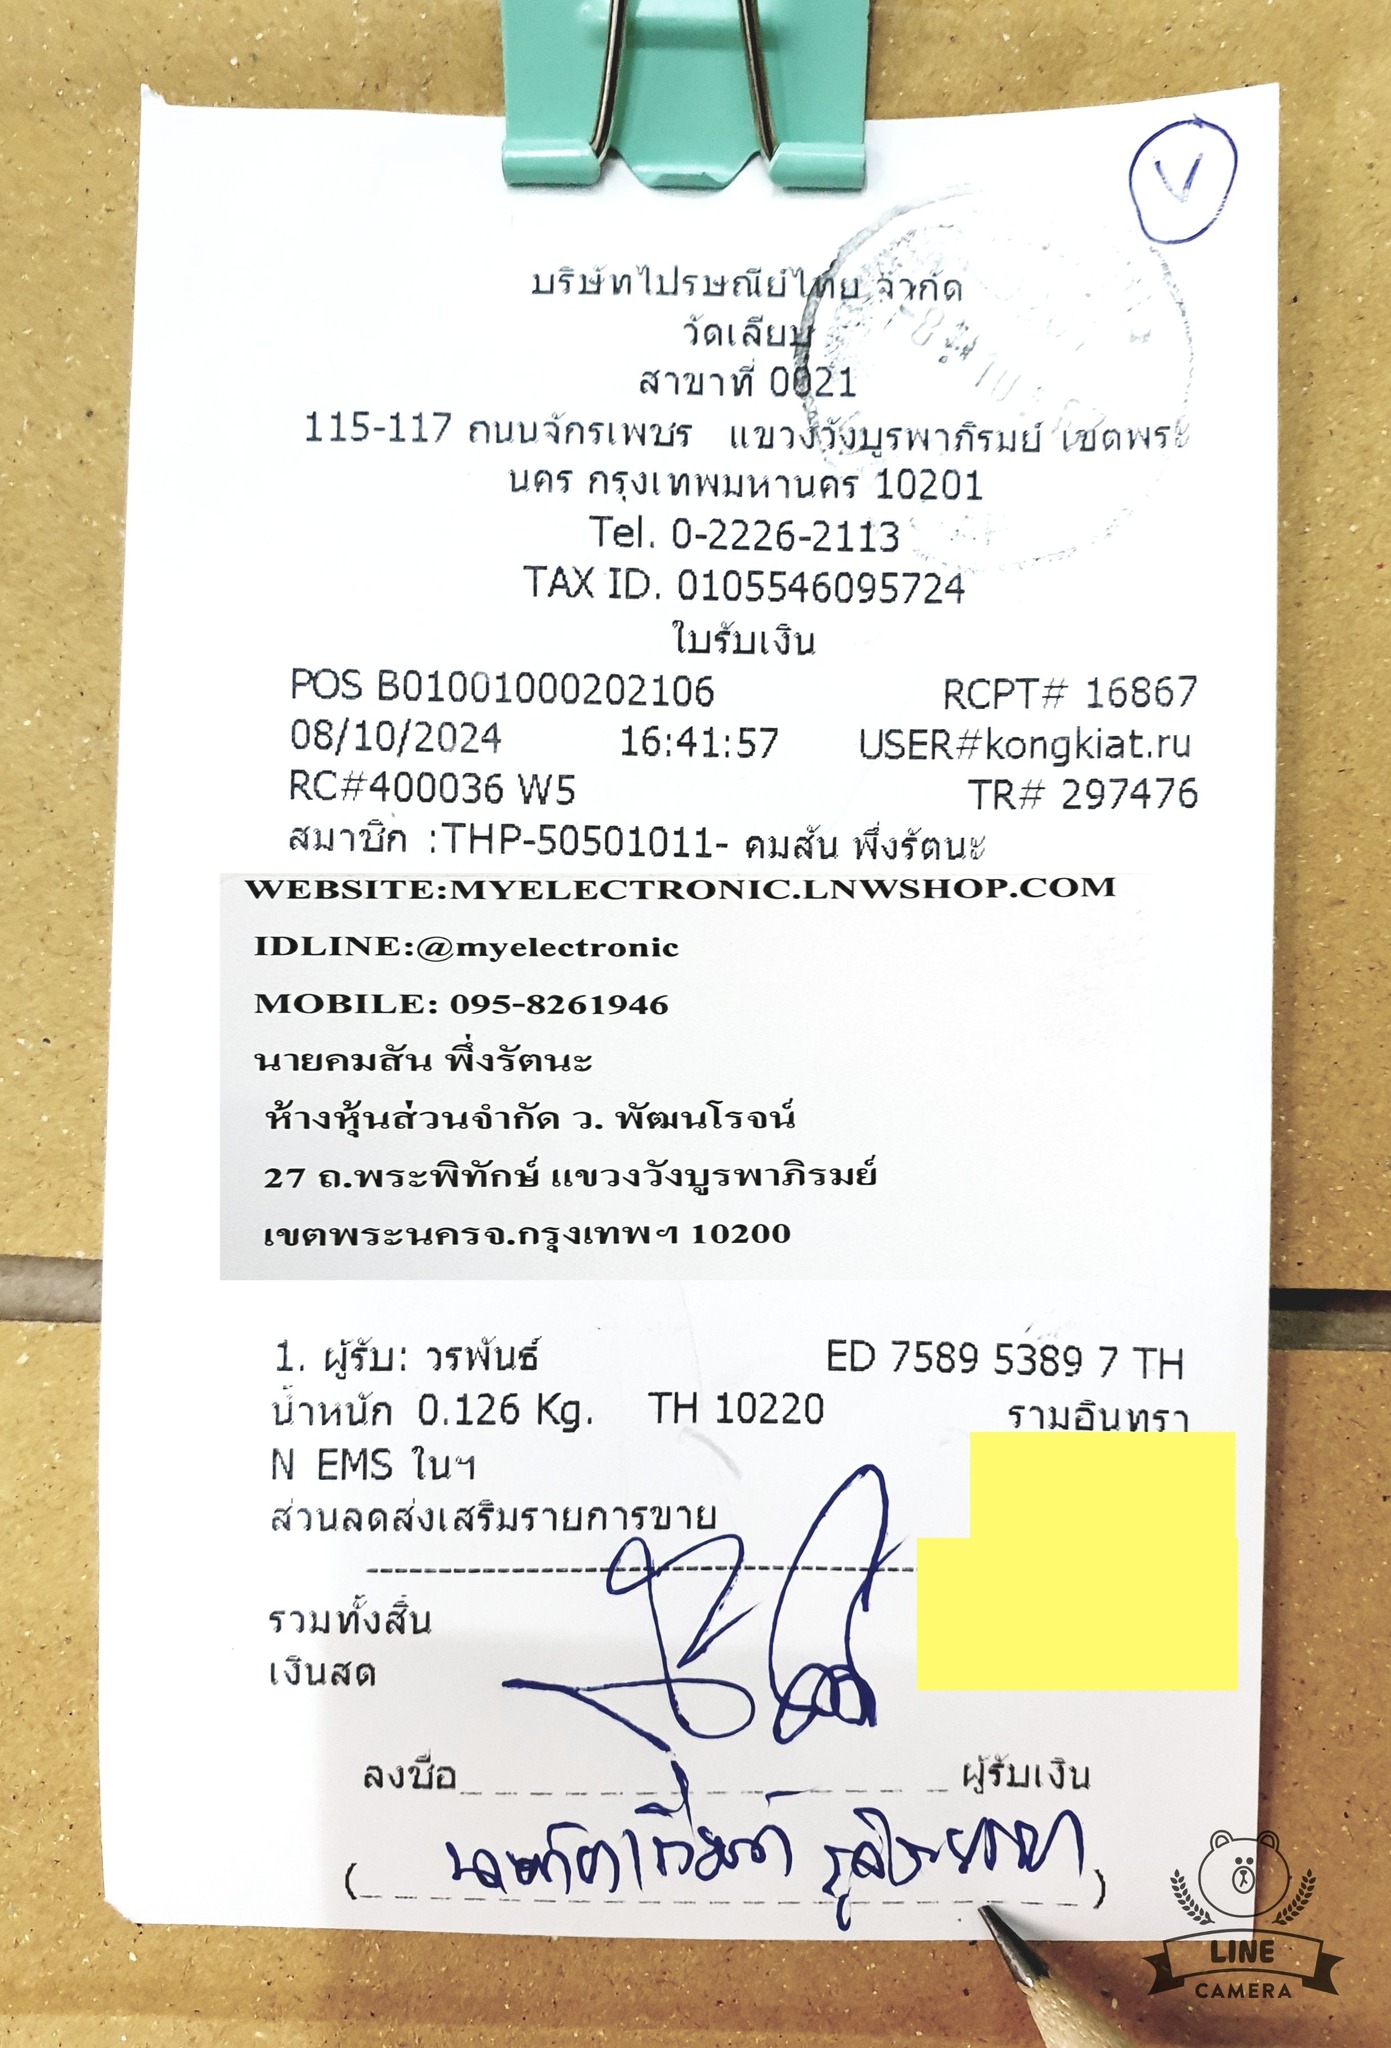 V
บริษัทไปรษณีย์ไทย จำกัด
วัดเลียบ
สาขาที่ 0021
115-117 ถนนจักรเพชร แขวงวังบูรพาภิรมย์ เขตพระ
นคร กรุงเทพมหานคร 10201
Tel. 0-2226-2113
TAX ID. 0105546095724
ใบรับเงิน
POS B01001000202106 RCPT# 16867
08/10/2024 16:41:57 USER#kongkiat.ru
RC#400036 W5 TR# 297476
สมาชิก :THP-50501011- คมสัน พึ่งรัตนะ
WEBSITE:MYELECTRONIC.LNWSHOP.COM
IDLINE:@myelectronic
MOBILE: 095-8261946
นายคมสัน พึ่งรัตนะ
ห้างหุ้นส่วนจำกัด ว. พัฒนโรจน์
27 ถ.พระพิทักษ์ แขวงวังบูรพาภิรมย์
เขตพระนครจ.กรุงเทพฯ 10200
1. ผู้รับ: วรพันธ์ ED 7589 5389 7 TH
น้ำหนัก 0.126 Kg. TH 10220 รามอินทรา
N EMS ในฯ
ส่วนลดส่งเสริมรายการขาย
รวมทั้งสิ้น
เงินสด
ลงชื่อ ผู้รับเงิน
LINE
CAMERA